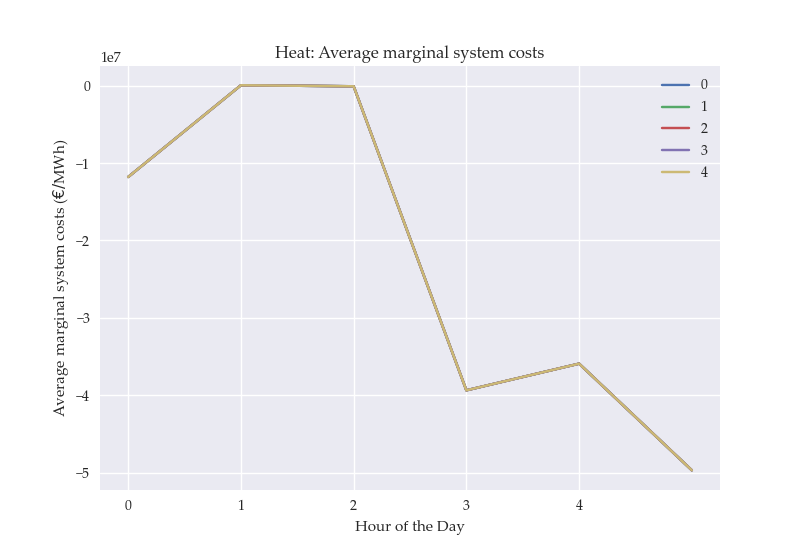 Heat: Average marginal system costs
1e7
0
−1
−2
−3
−4
−5
Average marginal system costs (€/MWh)
0
1
2
3
4
0 1 2 3 4
Hour of the Day